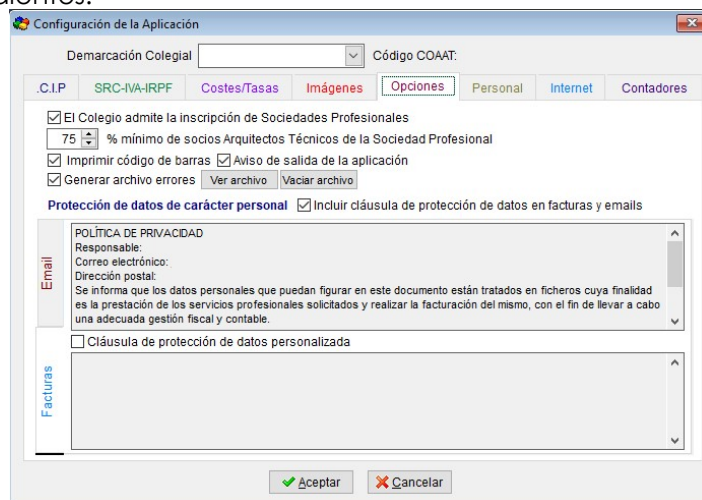 Configuración de la Aplicación
Demarcación Colegial Código COAAT:
.C.I.P SRC-IVA-IRPF Costes/Tasas Imágenes Opciones Personal Internet Contadores
El Colegio admite la inscripción de Sociedades Profesionales
75 % mínimo de socios Arquitectos Técnicos de la Sociedad Profesional
Imprimir código de barras Aviso de salida de la aplicación
Generar archivo errores Ver archivo Vaciar archivo
Protección de datos de carácter personal Incluir cláusula de protección de datos en facturas y emails
Email
POLÍTICA DE PRIVACIDAD
Responsable:
Correo electrónico:
Dirección postal:
Se informa que los datos personales que puedan figurar en este documento están tratados en ficheros cuya finalidad
es la prestación de los servicios profesionales solicitados y realizar la facturación del mismo, con el fin de llevar a cabo
una adecuada gestión fiscal y contable.
Cláusula de protección de datos personalizada
Facturas
Aceptar Cancelar